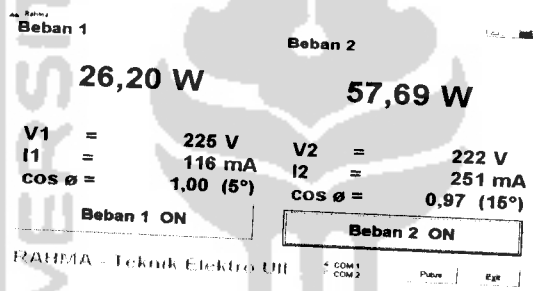 Rahma
Beban 1
26,20 W
V1 = 225 V
I1 = 116 mA
cos ø = 1,00 (5°)
Beban 1 ON
Beban 2
57,69 W
V2 = 222 V
I2 = 251 mA
cos ø = 0,97 (15°)
Beban 2 ON
RAHMA - Teknik Elektro UII
COM 1
COM 2
Putus
Exit